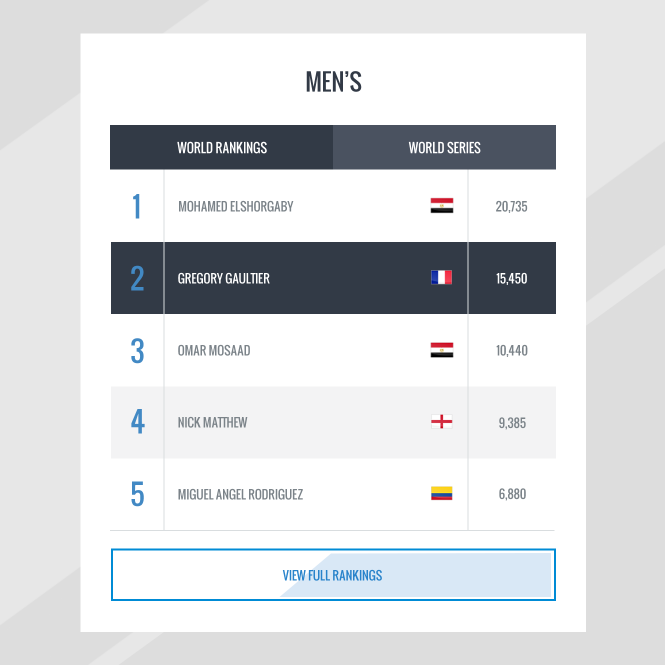 MEN’S
WORLD RANKINGS WORLD SERIES
1 MOHAMED ELSHORGABY 20,735
2 GREGORY GAULTIER 15,450
3 OMAR MOSAAD 10,440
4 NICK MATTHEW 9,385
5 MIGUEL ANGEL RODRIGUEZ 6,880
VIEW FULL RANKINGS